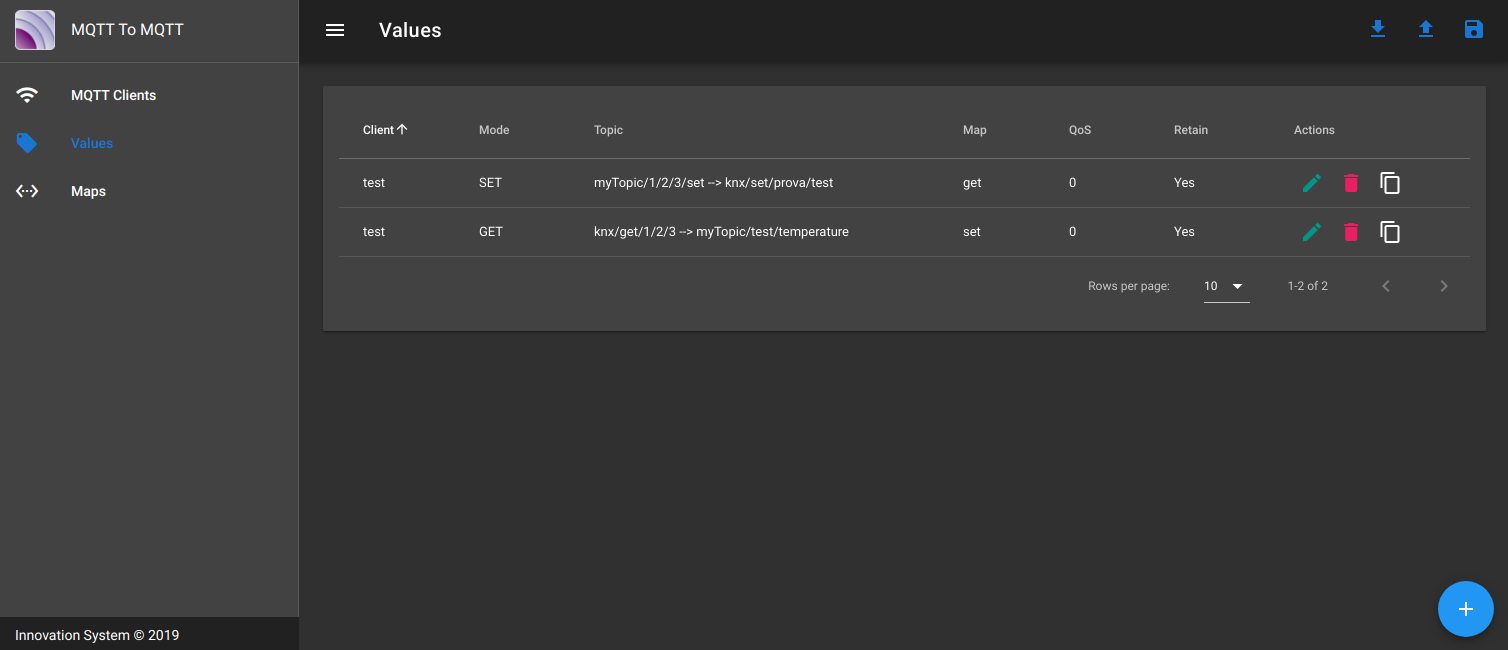 MQTT To MQTT
Values
MQTT Clients
Values
Maps
Client Mode Topic Map QoS Retain Actions
test SET myTopic/1/2/3/set --> knx/set/prova/test get 0 Yes
test GET knx/get/1/2/3 --> myTopic/test/temperature set 0 Yes
Rows per page: 10 1-2 of 2
Innovation System © 2019